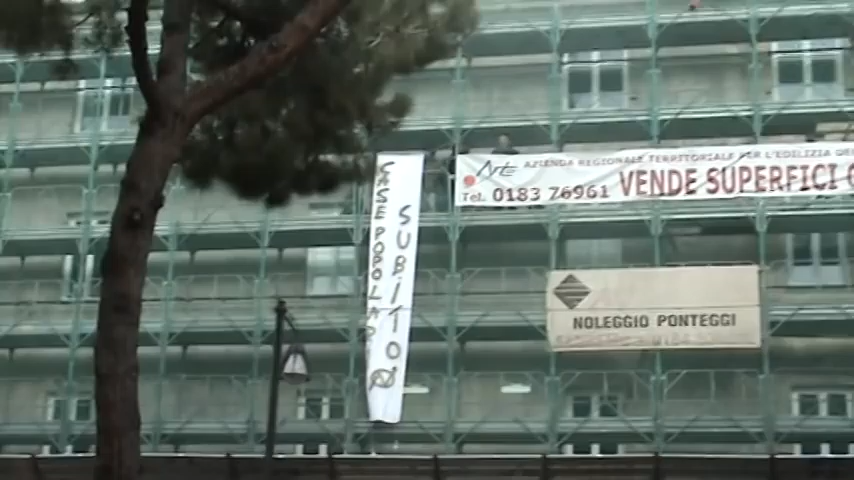 CASE POPOLARI
SUBITO
Arte AZIENDA REGIONALE TERRITORIALE PER L'EDILIZIA
Tel. 0183 76961 VENDE SUPERFICI
NOLEGGIO PONTEGGI